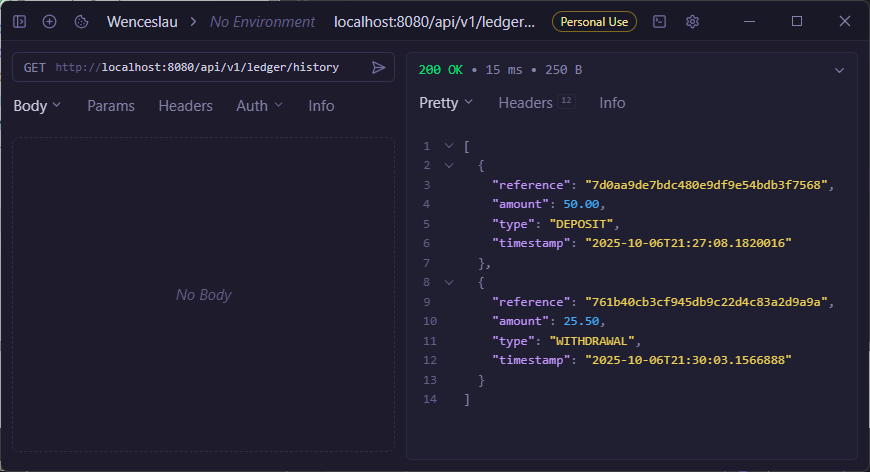 Wenceslau > No Environment localhost:8080/api/v1/ledger... Personal Use
GET http://localhost:8080/api/v1/ledger/history
Body Params Headers Auth Info
No Body
200 OK • 15 ms • 250 B
Pretty Headers 12 Info
1 [
2 {
3 "reference": "7d0aa9de7bdc480e9df9e54bdb3f7568",
4 "amount": 50.00,
5 "type": "DEPOSIT",
6 "timestamp": "2025-10-06T21:27:08.1820016"
7 },
8 {
9 "reference": "761b40cb3cf945db9c22d4c83a2d9a9a",
10 "amount": 25.50,
11 "type": "WITHDRAWAL",
12 "timestamp": "2025-10-06T21:30:03.1566888"
13 }
14 ]